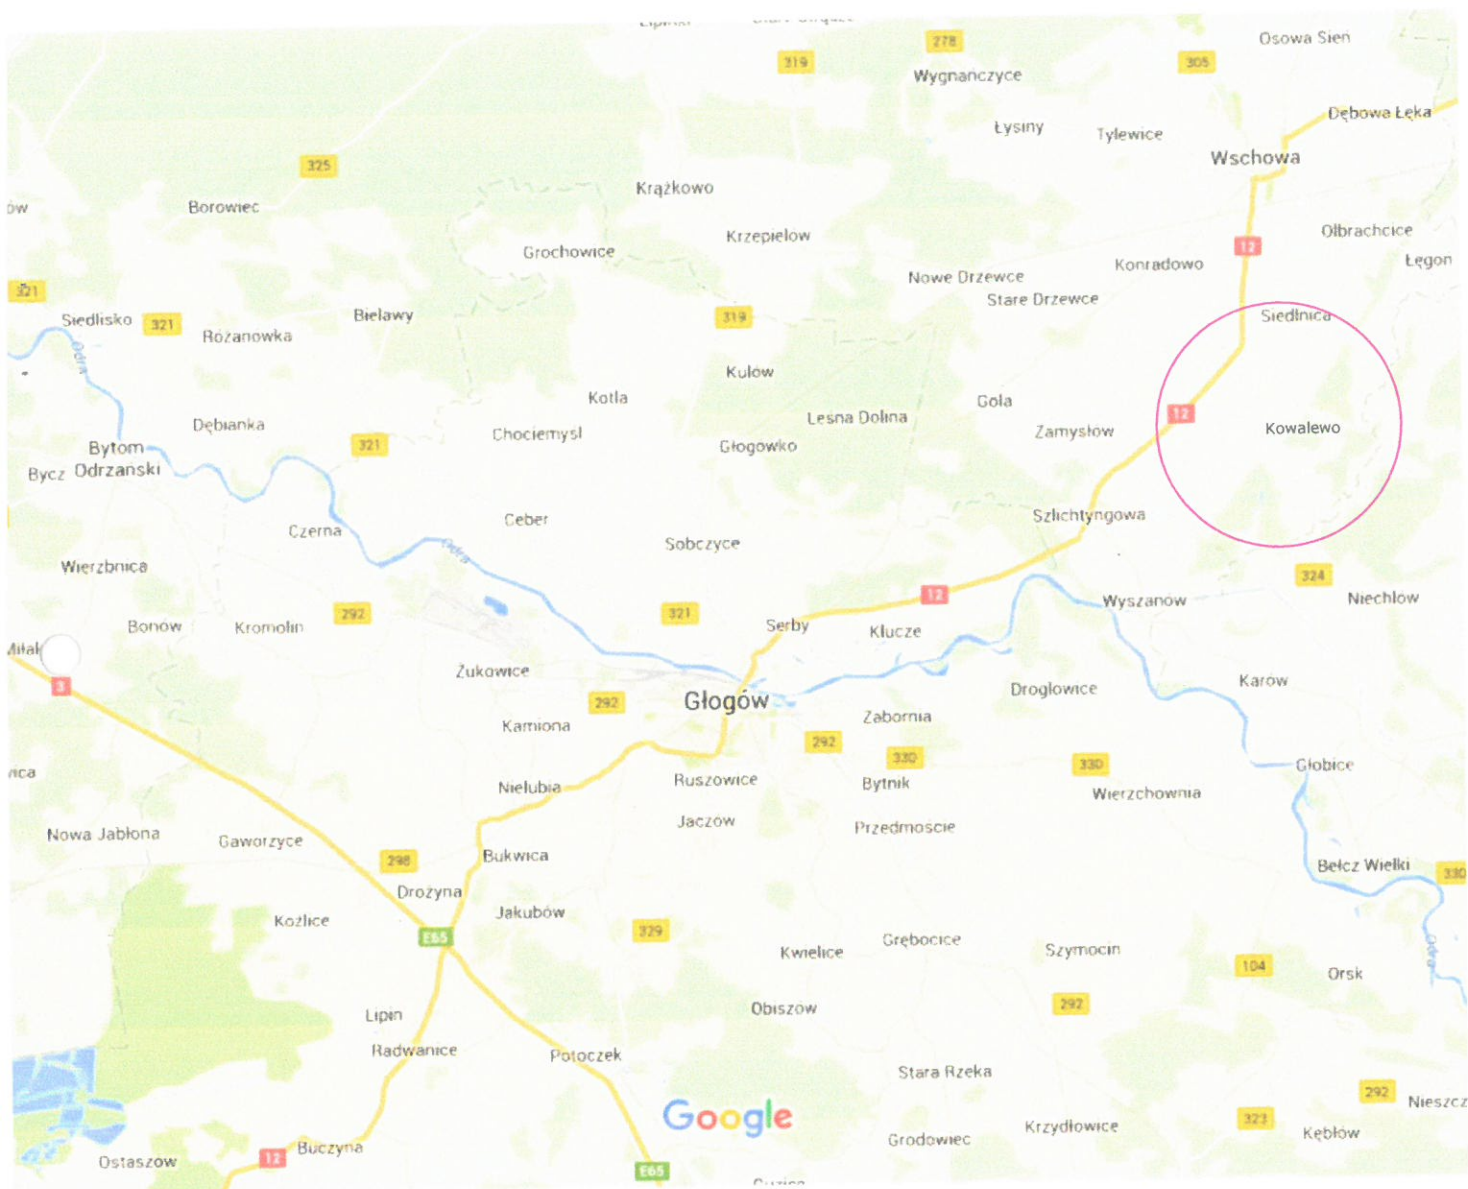 278
Osowa Sień
319
305
Wygnańczyce
Dębowa Łęka
Łysiny
Tylewice
Wschowa
325
Krążkowo
Borowiec
Krzepielów
Olbrachcice
12
Grochowice
Łęgoń
Konradowo
Nowe Drzewce
321
Stare Drzewce
Siedlnica
Siedlisko
321
Bielawy
319
Różanowka
Odra
Kulów
Kotla
Gola
12
Lesna Dolina
Dębianka
Kowalewo
Zamysłów
Chociemyśl
321
Głogówko
Bytom
Odrzański
Bycz
Szlichtyngowa
Ceber
Czerna
Sobczyce
Odra
Wierzbnica
324
12
Niechlów
Wyszanów
292
321
Bonów
Kromolin
Serby
Klucze
3
Żukowice
Karów
Droglowice
292
Głogów
Zabornia
Kamiona
292
330
330
Głobice
Ruszowice
Bytnik
Nielubia
Wierzchownia
Jaczów
Przedmoście
Nowa Jabłona
Gaworzyce
298
Bukwica
Bełcz Wielki
330
Drożyna
Jakubów
Koźlice
329
E65
Grębocice
Kwielice
Szymocin
Odra
104
Orsk
292
Obiszów
Lipin
Radwanice
Potoczek
Stara Rzeka
292
Google
323
Krzydłowice
Kębłów
Grodowiec
Buczyna
12
Ostaszów
E65